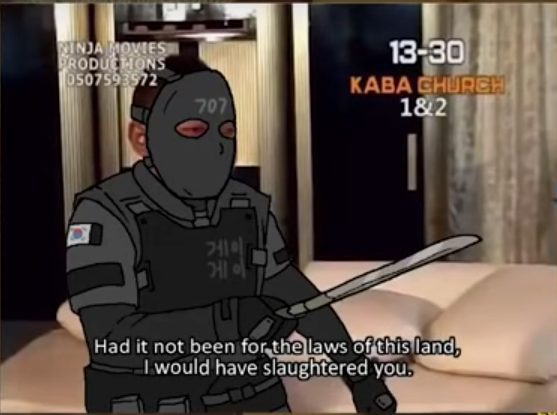 NINJA MOVIES
PRODUCTIONS
0507593572
13-30
KABA CHURCH
1&2
707
게이
게이
Had it not been for the laws of this land,
I would have slaughtered you.